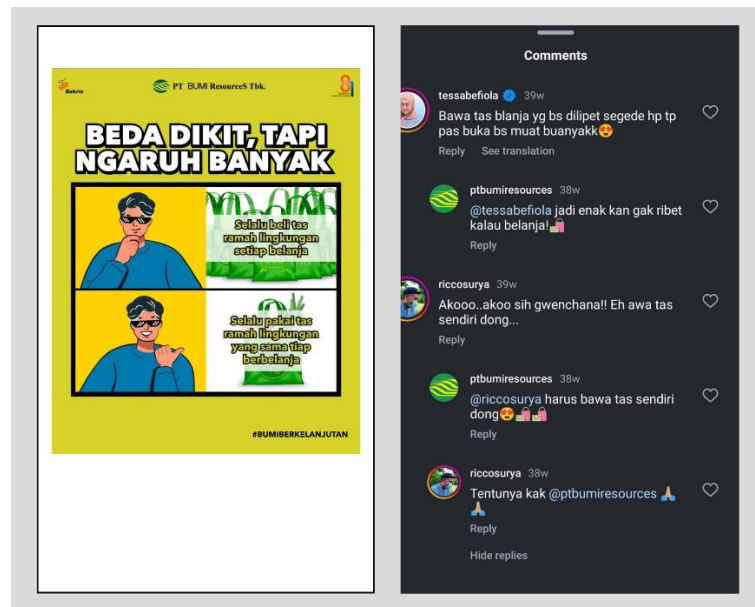 Bakrie
PT BUMI ResourceS Tbk.
BEDA DIKIT, TAPI
NGARUH BANYAK
Selalu beli tas
ramah lingkungan
setiap belanja
Selalu pakai tas
ramah lingkungan
yang sama tiap
berbelanja
#BUMIBERKELANJUTAN
Comments
tessabefiola 39w
Bawa tas blanja yg bs dilipet segede hp tp
pas buka bs muat buanyakk😍
Reply See translation
ptbumiresources 38w
@tessabefiola jadi enak kan gak ribet
kalau belanja!🛍️
Reply
riccosurya 39w
Akooo..akoo sih gwenchana!! Eh awa tas
sendiri dong...
Reply
ptbumiresources 38w
@riccosurya harus bawa tas sendiri
dong😍🛍️🛍️
Reply
riccosurya 38w
Tentunya kak @ptbumiresources 🙏🏽
🙏🏽
Reply
Hide replies